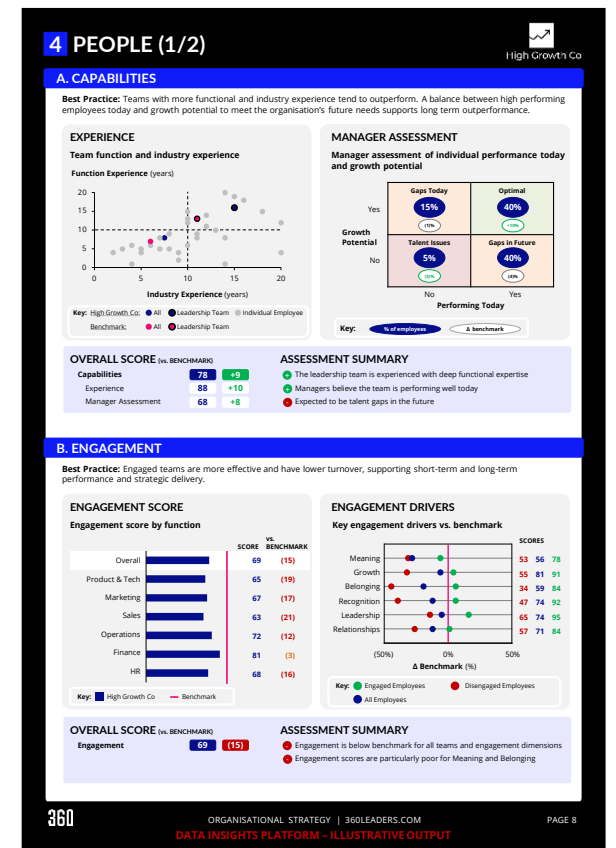 4 PEOPLE (1/2)
High Growth Co
A. CAPABILITIES
Best Practice: Teams with more functional and industry experience tend to outperform. A balance between high performing
employees today and growth potential to meet the organisation's future needs supports long term outperformance.
EXPERIENCE
Team function and industry experience
Function Experience (years)
20
15
10
5
0
0 5 10 15 20
Industry Experience (years)
Key: High Growth Co: All Leadership Team Individual Employee
Benchmark: All Leadership Team
MANAGER ASSESSMENT
Manager assessment of individual performance today
and growth potential
Gaps Today Optimal
Yes 15% 40%
(1)% +10%
Growth
Potential
Talent Issues Gaps in Future
No 5% 40%
(5)% (4)%
No Yes
Performing Today
Key: % of employees Δ benchmark
OVERALL SCORE (vs. BENCHMARK)
Capabilities 78 +9
Experience 88 +10
Manager Assessment 68 +8
ASSESSMENT SUMMARY
+ The leadership team is experienced with deep functional expertise
+ Managers believe the team is performing well today
- Expected to be talent gaps in the future
B. ENGAGEMENT
Best Practice: Engaged teams are more effective and have lower turnover, supporting short-term and long-term
performance and strategic delivery.
ENGAGEMENT SCORE
Engagement score by function
SCORE vs. BENCHMARK
Overall 69 (15)
Product & Tech 65 (19)
Marketing 67 (17)
Sales 63 (21)
Operations 72 (12)
Finance 81 (3)
HR 68 (16)
Key: High Growth Co Benchmark
ENGAGEMENT DRIVERS
Key engagement drivers vs. benchmark
SCORES
Meaning 53 56 78
Growth 55 81 91
Belonging 34 59 84
Recognition 47 74 92
Leadership 65 74 95
Relationships 57 71 84
(50%) 0% 50%
Δ Benchmark (%)
Key: Engaged Employees Disengaged Employees
All Employees
OVERALL SCORE (vs. BENCHMARK)
Engagement 69 (15)
ASSESSMENT SUMMARY
- Engagement is below benchmark for all teams and engagement dimensions
- Engagement scores are particularly poor for Meaning and Belonging
360
ORGANISATIONAL STRATEGY | 360LEADERS.COM
PAGE 8
DATA INSIGHTS PLATFORM – ILLUSTRATIVE OUTPUT